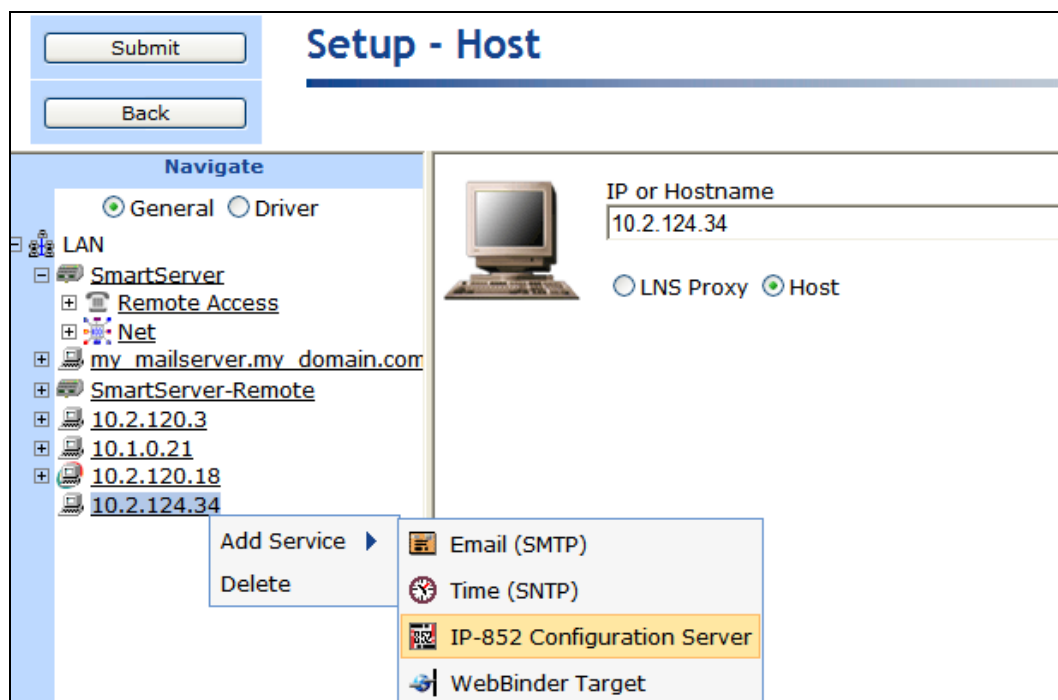 Submit
Setup - Host
Back
Navigate
General Driver
LAN
SmartServer
Remote Access
Net
my_mailserver.my_domain.com
SmartServer-Remote
10.2.120.3
10.1.0.21
10.2.120.18
10.2.124.34
IP or Hostname
10.2.124.34
LNS Proxy Host
Add Service
Delete
Email (SMTP)
Time (SNTP)
852 IP-852 Configuration Server
WebBinder Target